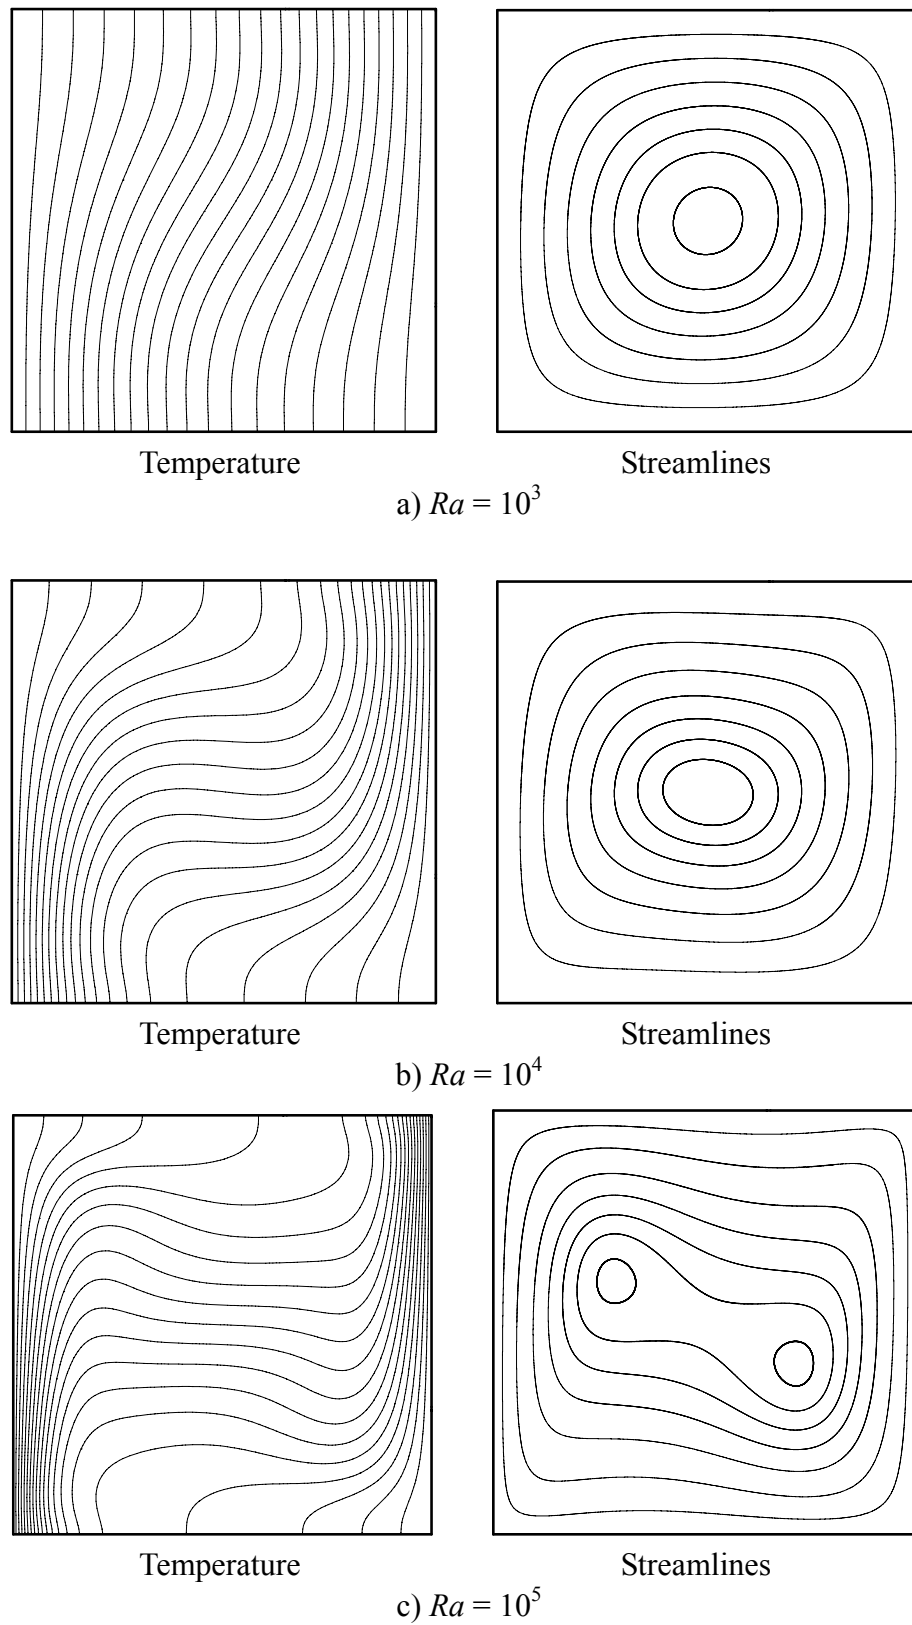 Temperature Streamlines
a) Ra = 10³
Temperature Streamlines
b) Ra = 10⁴
Temperature Streamlines
c) Ra = 10⁵